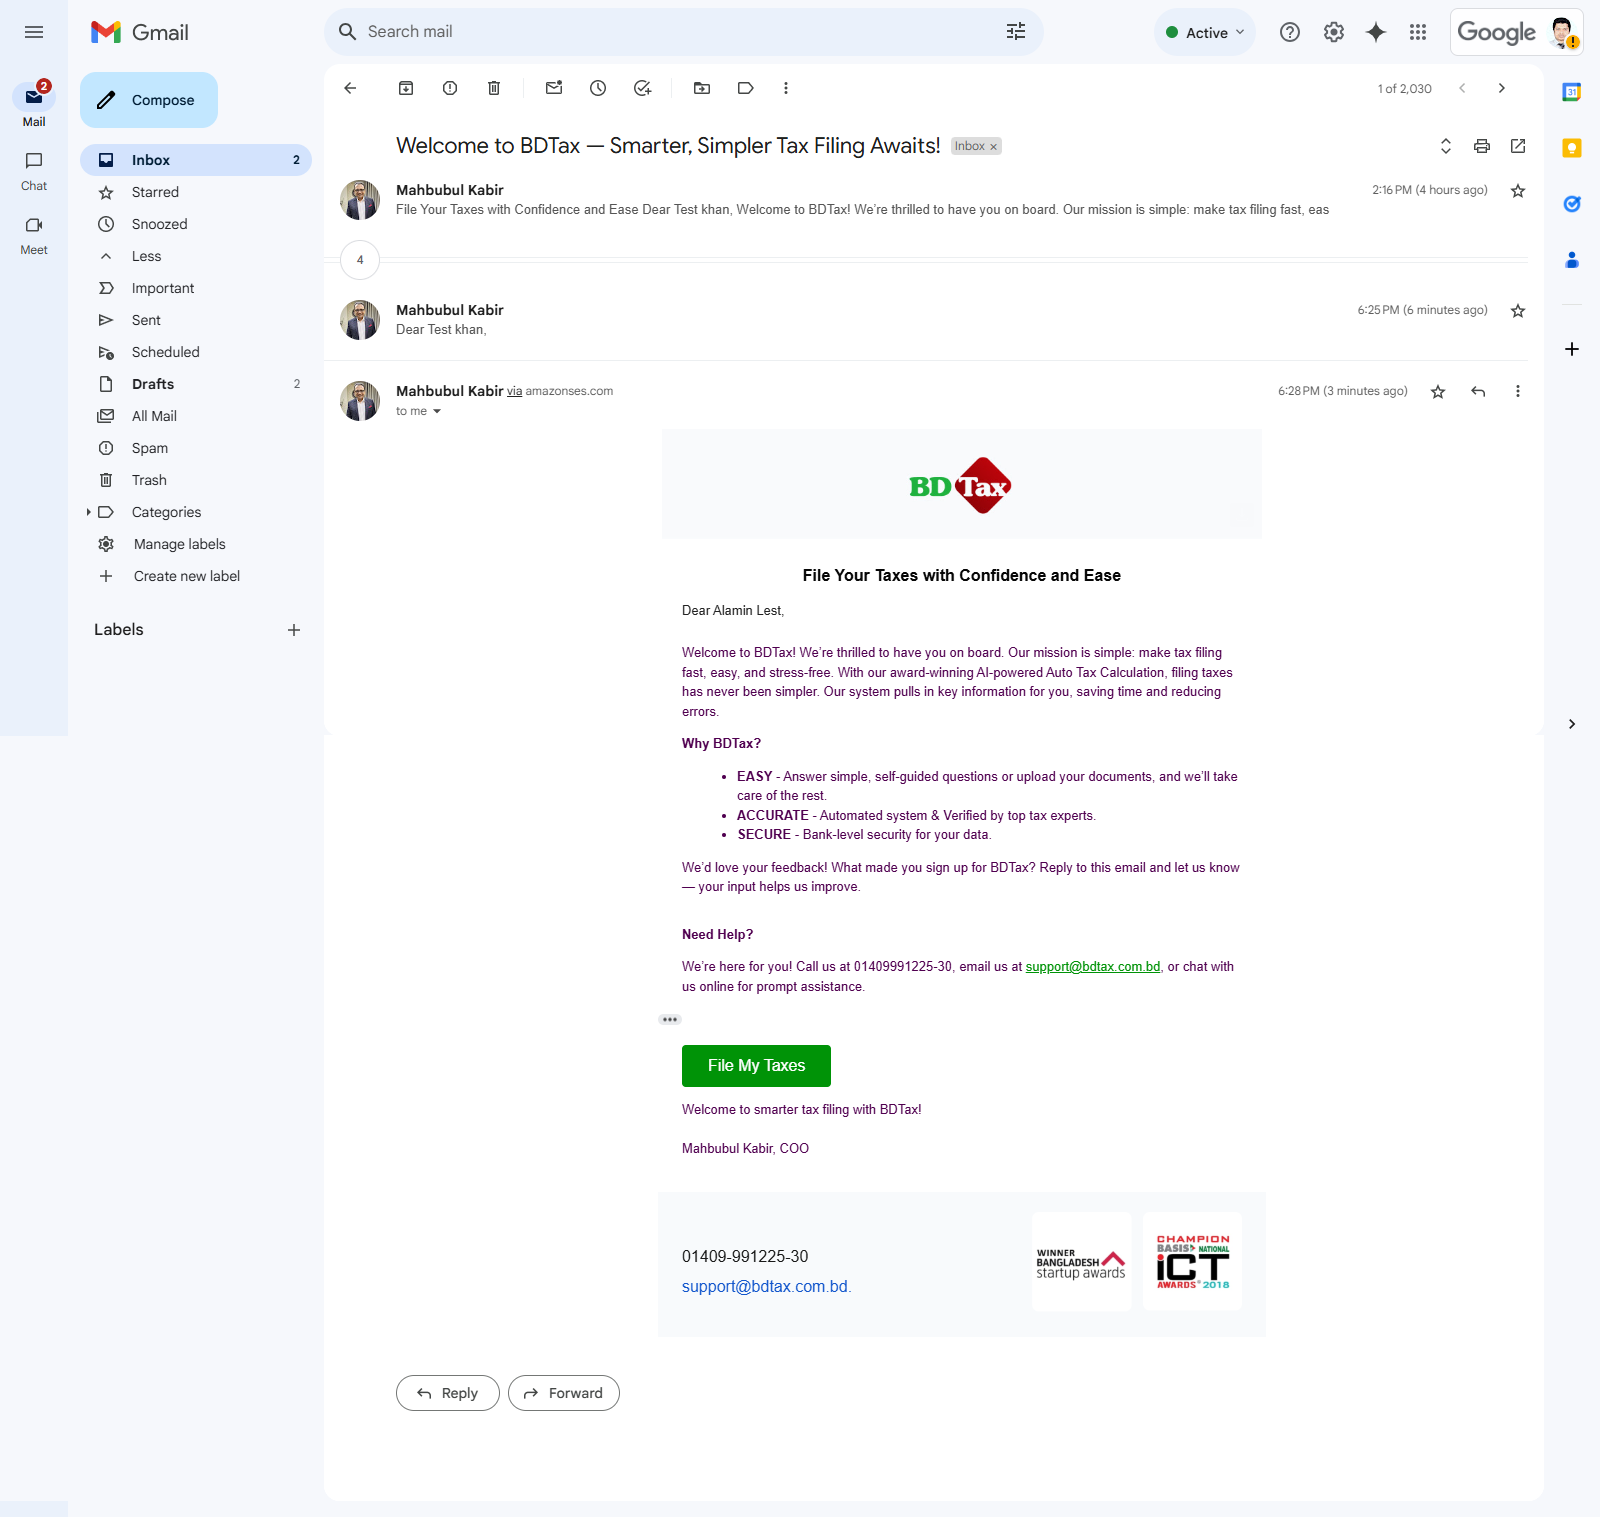 Gmail
Search mail
Active
Google
2
Mail
Chat
Meet
Compose
Inbox 2
Starred
Snoozed
Less
Important
Sent
Scheduled
Drafts 2
All Mail
Spam
Trash
Categories
Manage labels
Create new label
Labels
1 of 2,030
31
Welcome to BDTax — Smarter, Simpler Tax Filing Awaits! Inbox ×
Mahbubul Kabir 2:16 PM (4 hours ago)
File Your Taxes with Confidence and Ease Dear Test khan, Welcome to BDTax! We’re thrilled to have you on board. Our mission is simple: make tax filing fast, eas
4
Mahbubul Kabir 6:25 PM (6 minutes ago)
Dear Test khan,
Mahbubul Kabir via amazonses.com 6:28 PM (3 minutes ago)
to me
BD Tax
File Your Taxes with Confidence and Ease
Dear Alamin Lest,
Welcome to BDTax! We’re thrilled to have you on board. Our mission is simple: make tax filing
fast, easy, and stress-free. With our award-winning AI-powered Auto Tax Calculation, filing taxes
has never been simpler. Our system pulls in key information for you, saving time and reducing
errors.
Why BDTax?
• EASY - Answer simple, self-guided questions or upload your documents, and we’ll take
care of the rest.
• ACCURATE - Automated system & Verified by top tax experts.
• SECURE - Bank-level security for your data.
We’d love your feedback! What made you sign up for BDTax? Reply to this email and let us know
— your input helps us improve.
Need Help?
We’re here for you! Call us at 01409991225-30, email us at support@bdtax.com.bd, or chat with
us online for prompt assistance.
File My Taxes
Welcome to smarter tax filing with BDTax!
Mahbubul Kabir, COO
01409-991225-30
support@bdtax.com.bd.
WINNER
BANGLADESH
startup awards
CHAMPION
BASIS NATIONAL
iCT
AWARDS 2018
Reply
Forward